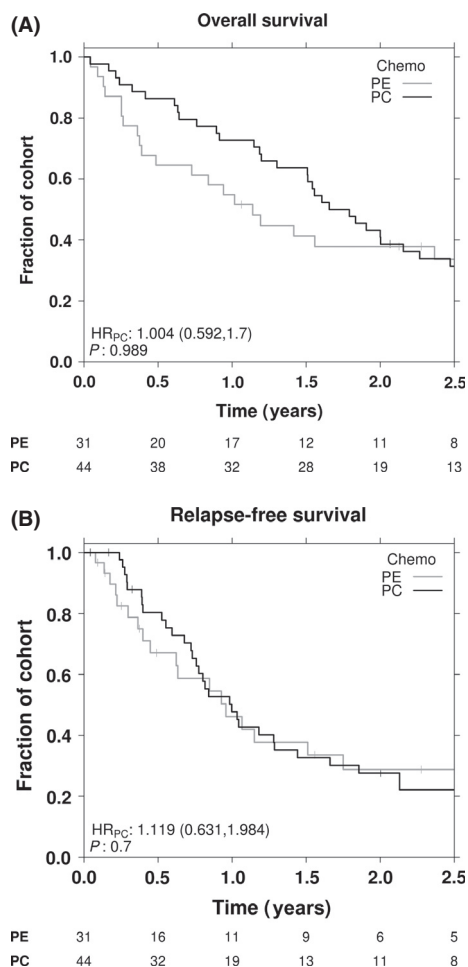 (A)
Overall survival
Chemo
PE
PC
1.0
0.8
0.6
0.4
0.2
0.0
Fraction of cohort
HRPC: 1.004 (0.592,1.7)
P : 0.989
0.0 0.5 1.0 1.5 2.0 2.5
Time (years)
PE 31 20 17 12 11 8
PC 44 38 32 28 19 13
(B)
Relapse-free survival
Chemo
PE
PC
1.0
0.8
0.6
0.4
0.2
0.0
Fraction of cohort
HRPC: 1.119 (0.631,1.984)
P : 0.7
0.0 0.5 1.0 1.5 2.0 2.5
Time (years)
PE 31 16 11 9 6 5
PC 44 32 19 13 11 8